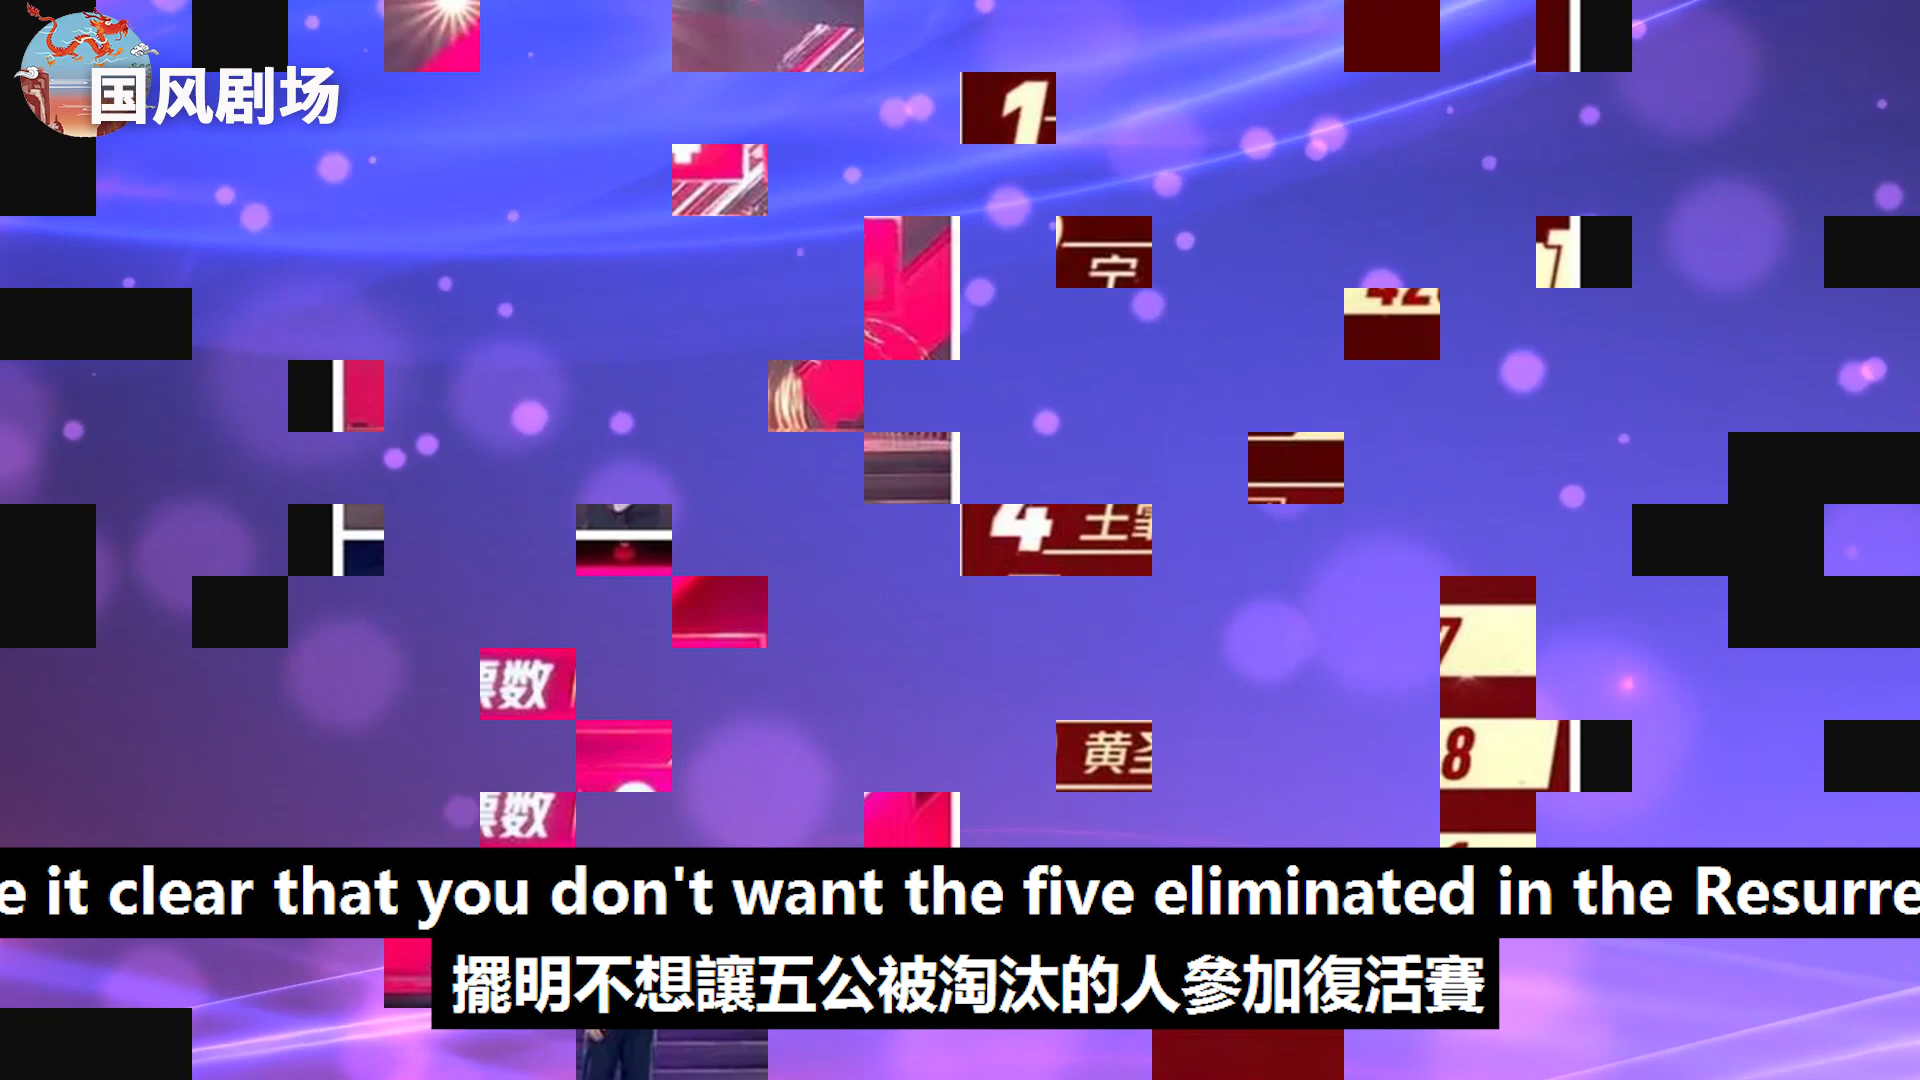 国风剧场
1
宁
42
4
7
票数
黄圣
8
票数
e it clear that you don't want the five eliminated in the Resurre
擺明不想讓五公被淘汰的人參加復活賽